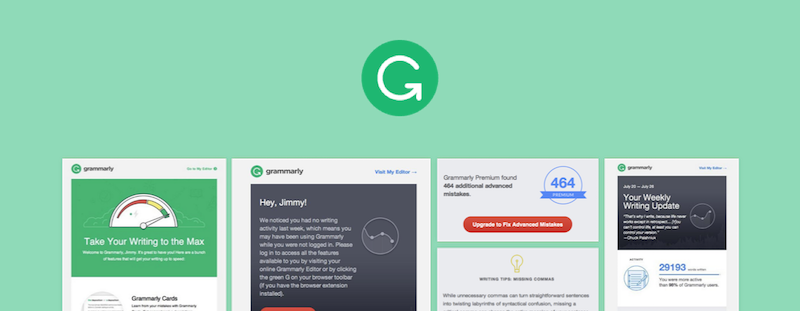 G
grammarly
Go to My Editor
Take Your Writing to the Max
Welcome to Grammarly, Jimmy. It's great to have you! Here are a bunch
of features that will get your writing up to speed:
Grammarly Cards
Learn from your mistakes with Grammarly
grammarly
Visit My Editor →
Hey, Jimmy!
We noticed you had no writing
activity last week, which means you
may have been using Grammarly
while you were not logged in. Please
log in to access all the features
available to you by visiting your
online Grammarly Editor or by clicking
the green G on your browser toolbar
(if you have the browser extension
installed).
Grammarly Premium found
464 additional advanced
mistakes.
464
PREMIUM
Upgrade to Fix Advanced Mistakes
WRITING TIPS: MISSING COMMAS
While unnecessary commas can turn straightforward sentences
into twisting labyrinths of syntactical confusion, missing a
grammarly
Visit My Editor →
July 23 — July 28
Your Weekly
Writing Update
"That's why I write, because life never
works except in retrospect... [Y]ou
can't control life, at least you can
control your version."
—Chuck Palahniuk
ACTIVITY
29193 words written
You were more active
than 96% of Grammarly users